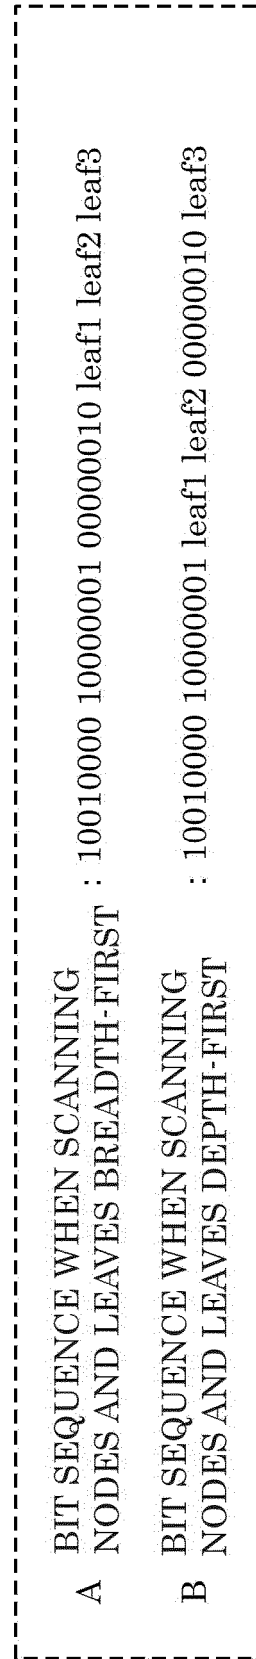 A BIT SEQUENCE WHEN SCANNING
NODES AND LEAVES BREADTH-FIRST : 10010000 10000001 00000010 leaf1 leaf2 leaf3
B BIT SEQUENCE WHEN SCANNING
NODES AND LEAVES DEPTH-FIRST : 10010000 10000001 leaf1 leaf2 00000010 leaf3